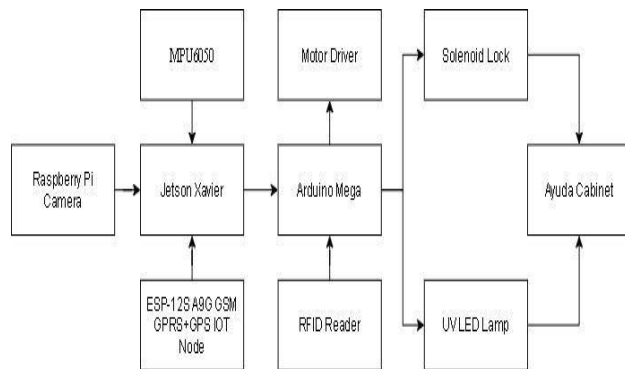 MPU6050
Motor Driver
Solenoid Lock
Raspberry Pi
Camera
Jetson Xavier
Arduino Mega
Ayuda Cabinet
ESP-12S A9G GSM
GPRS+GPS IOT
Node
RFID Reader
UV LED Lamp